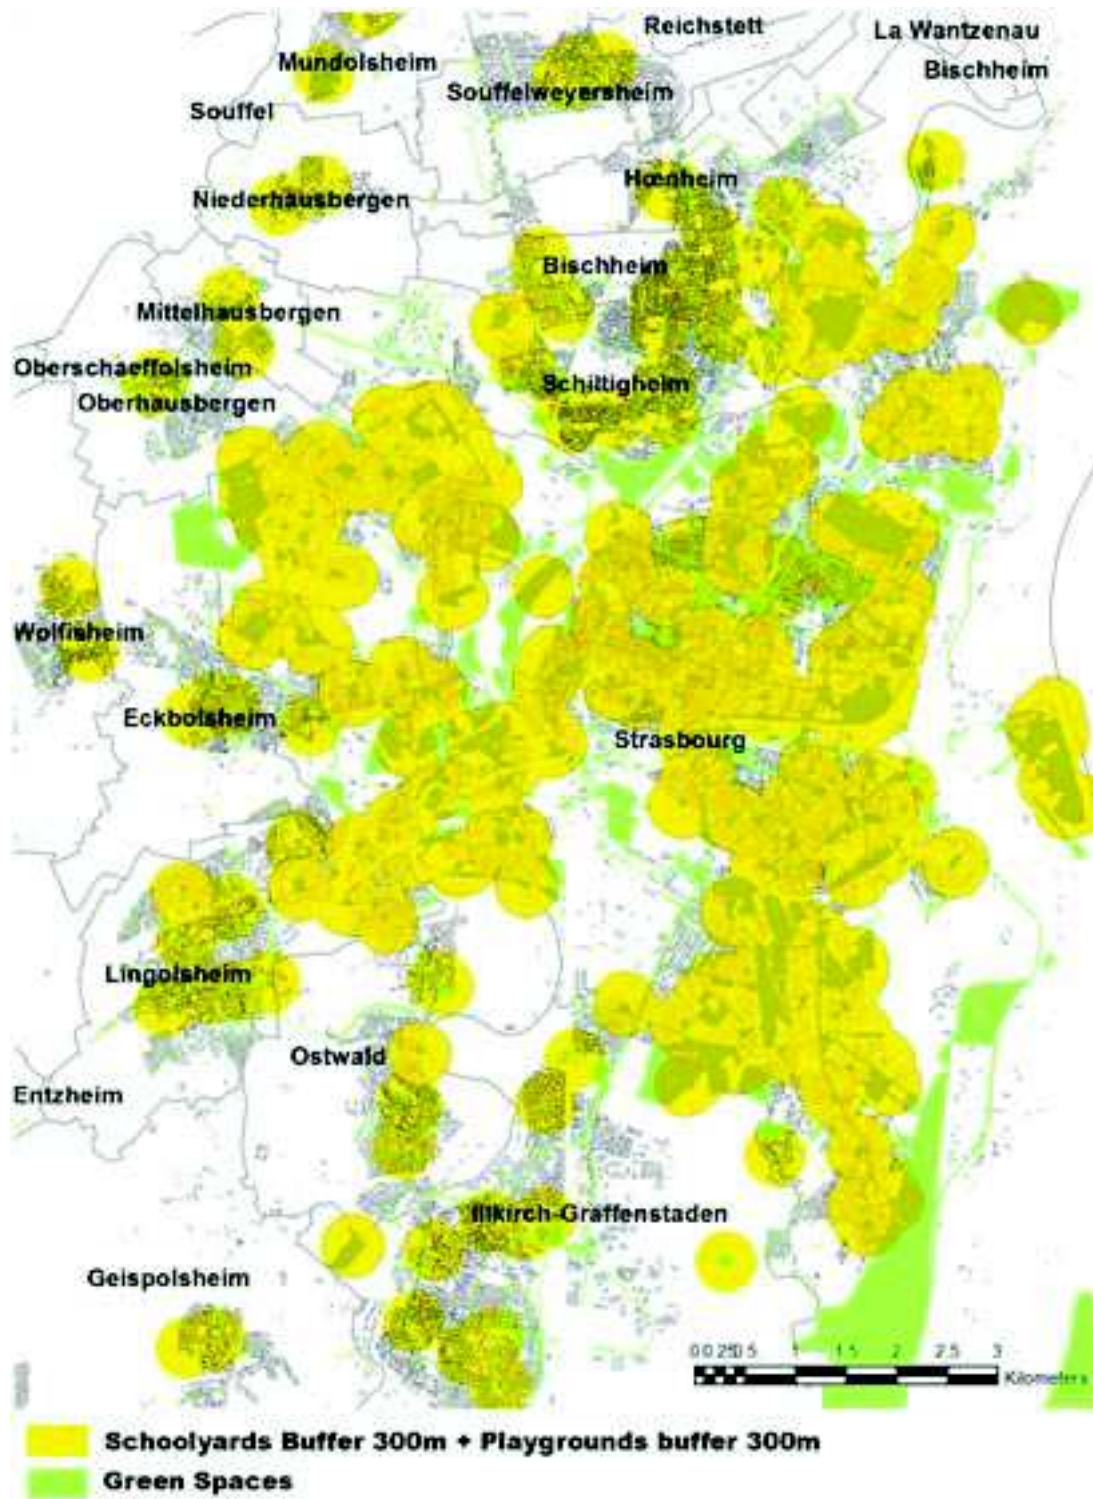 Reichstett
La Wantzenau
Mundolsheim
Bischheim
Souffelweyersheim
Souffel
Hœnheim
Niederhausbergen
Bischheim
Mittelhausbergen
Oberschaeffolsheim
Schiltigheim
Oberhausbergen
Wolfisheim
Eckbolsheim
Strasbourg
Lingolsheim
Ostwald
Entzheim
Illkirch-Graffenstaden
Geispolsheim
0 0.25 0.5 1 1.5 2 2.5 3
Kilometers
Schoolyards Buffer 300m + Playgrounds buffer 300m
Green Spaces